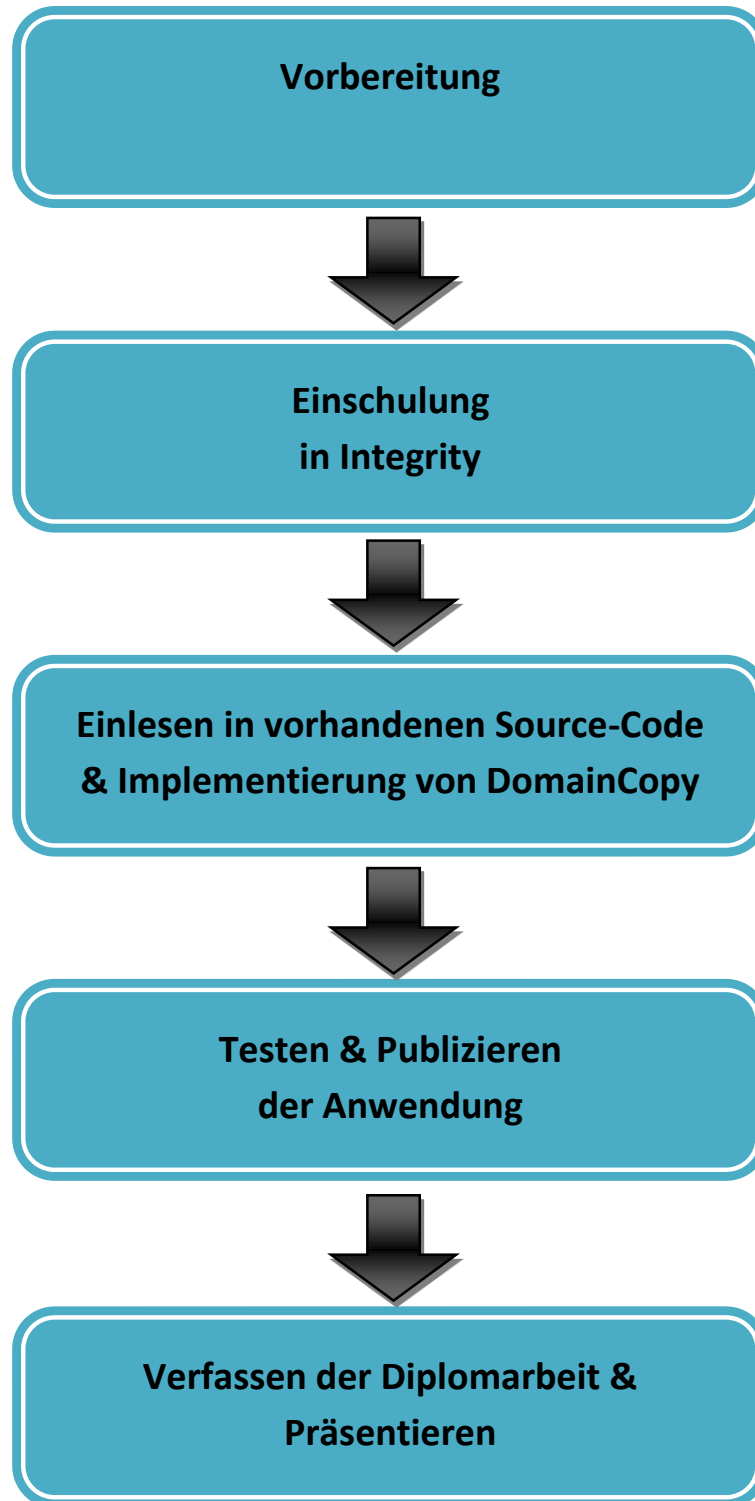 Vorbereitung
Einschulung
in Integrity
Einlesen in vorhandenen Source-Code
& Implementierung von DomainCopy
Testen & Publizieren
der Anwendung
Verfassen der Diplomarbeit &
Präsentieren